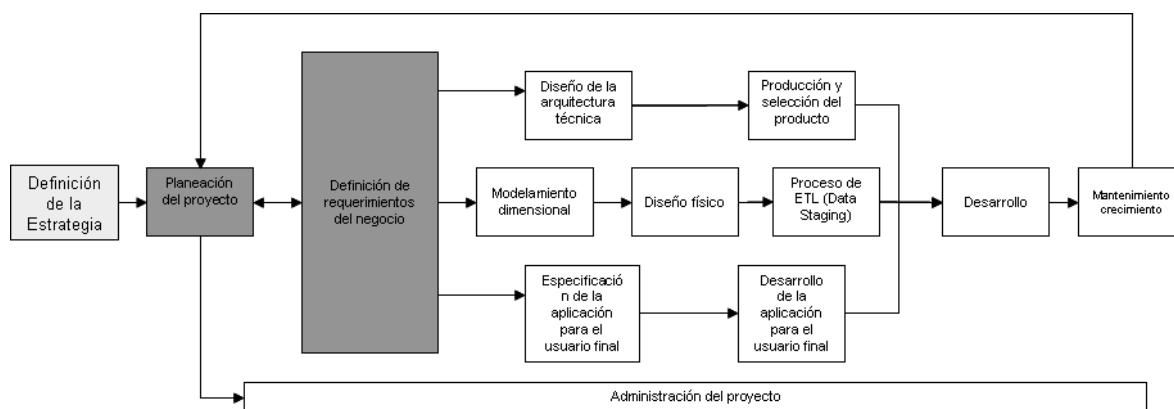 Definición
de la
Estrategia
Planeación
del proyecto
Definición de
requerimientos
del negocio
Diseño de la
arquitectura
técnica
Producción y
selección del
producto
Modelamiento
dimensional
Diseño físico
Proceso de
ETL (Data
Staging)
Desarrollo
Mantenimiento
crecimiento
Especificació
n de la
aplicación
para el
usuario final
Desarrollo
de la
aplicación
para el
usuario final
Administración del proyecto